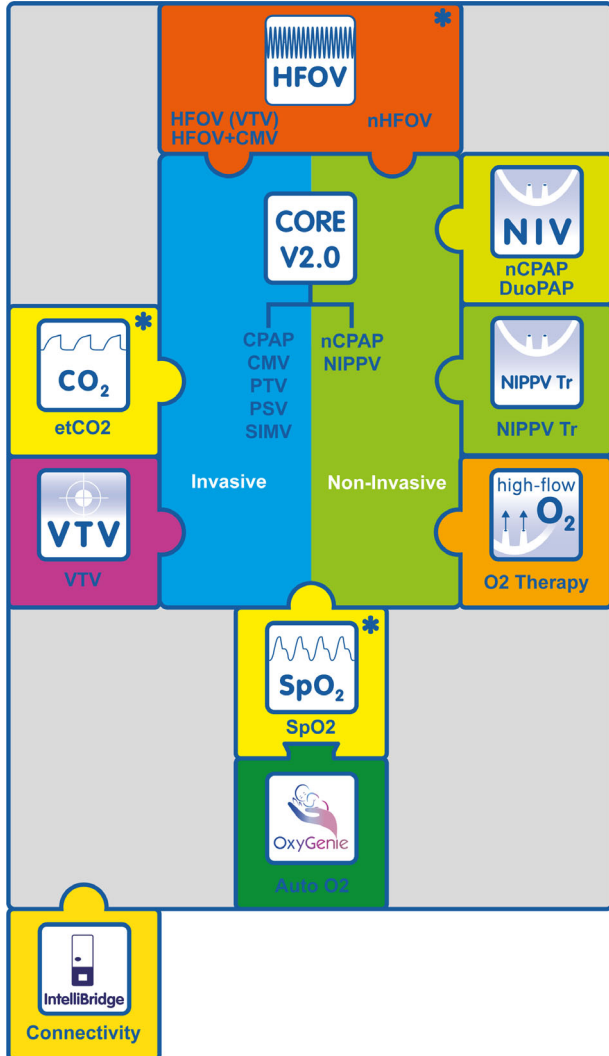 *
HFOV
HFOV (VTV)
HFOV+CMV
nHFOV
CORE
V2.0
CPAP
CMV
PTV
PSV
SIMV
nCPAP
NIPPV
Invasive
Non-Invasive
NIV
nCPAP
DuoPAP
*
CO₂
etCO2
NIPPV Tr
NIPPV Tr
VTV
VTV
high-flow
O₂
O2 Therapy
*
SpO₂
SpO2
OxyGenie
Auto O2
IntelliBridge
Connectivity